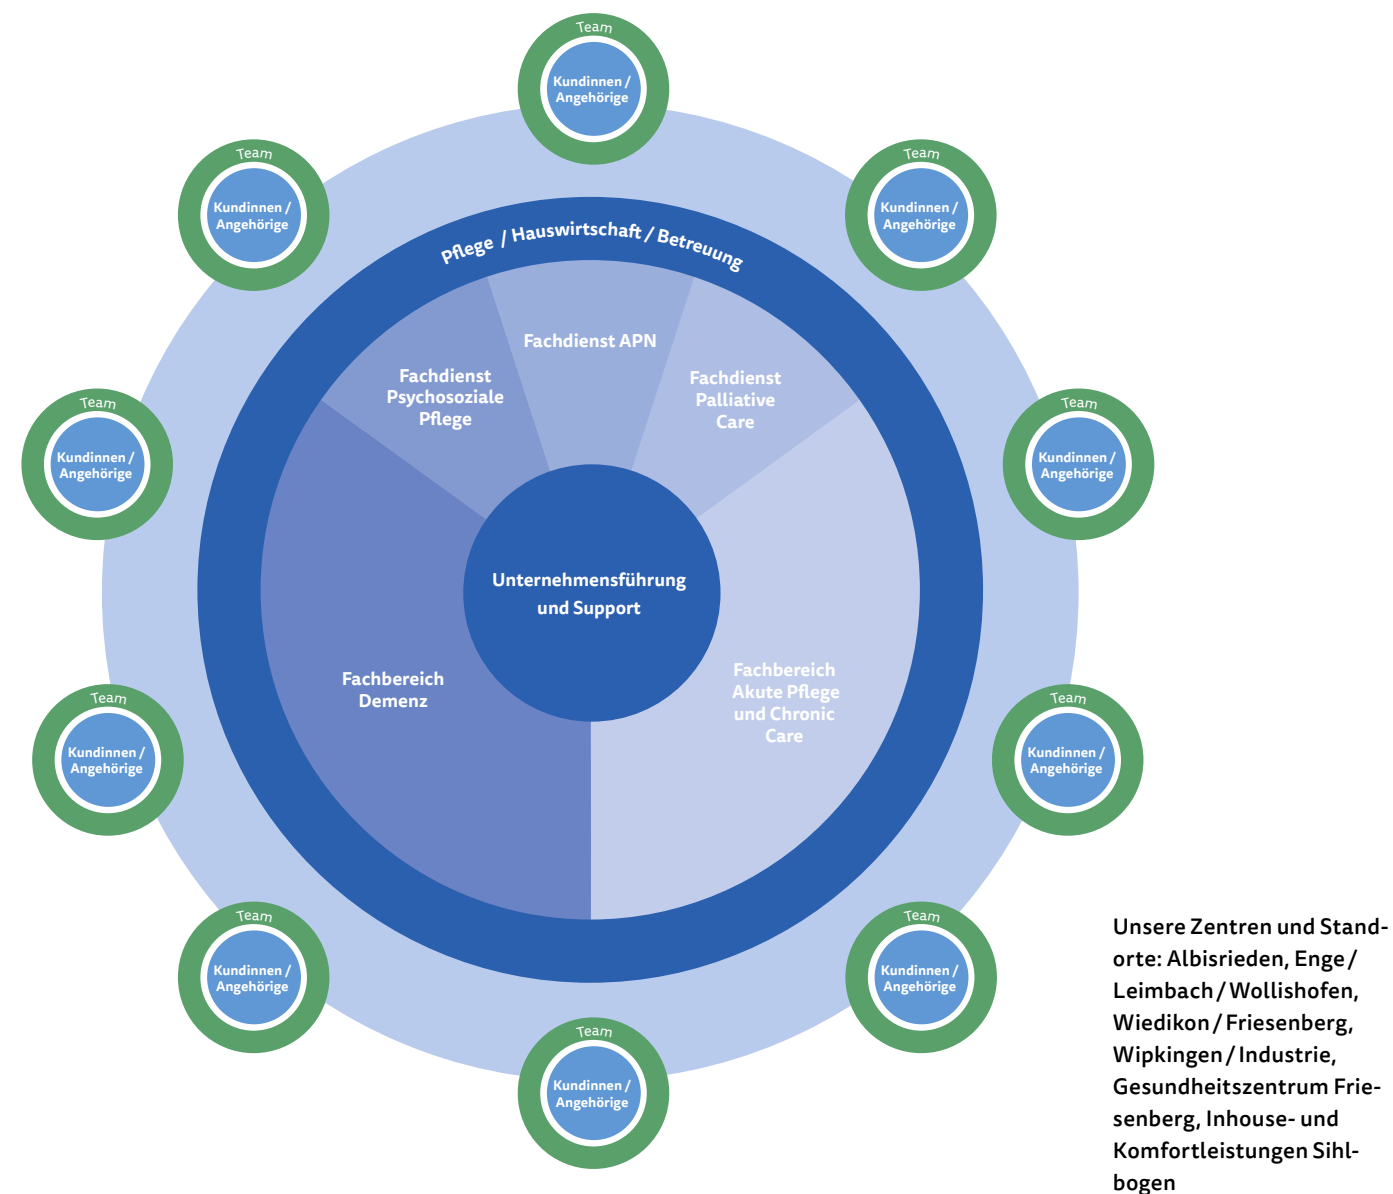 Team
Kundinnen /
Angehörige
Team
Kundinnen /
Angehörige
Team
Kundinnen /
Angehörige
Pflege / Hauswirtschaft / Betreuung
Fachdienst APN
Fachdienst
Psychosoziale
Pflege
Fachdienst
Palliative
Care
Team
Kundinnen /
Angehörige
Team
Kundinnen /
Angehörige
Unternehmensführung
und Support
Fachbereich
Demenz
Fachbereich
Akute Pflege
und Chronic
Care
Team
Kundinnen /
Angehörige
Team
Kundinnen /
Angehörige
Team
Kundinnen /
Angehörige
Team
Kundinnen /
Angehörige
Team
Kundinnen /
Angehörige
Unsere Zentren und Stand-
orte: Albisrieden, Enge /
Leimbach / Wollishofen,
Wiedikon / Friesenberg,
Wipkingen / Industrie,
Gesundheitszentrum Frie-
senberg, Inhouse- und
Komfortleistungen Sihl-
bogen